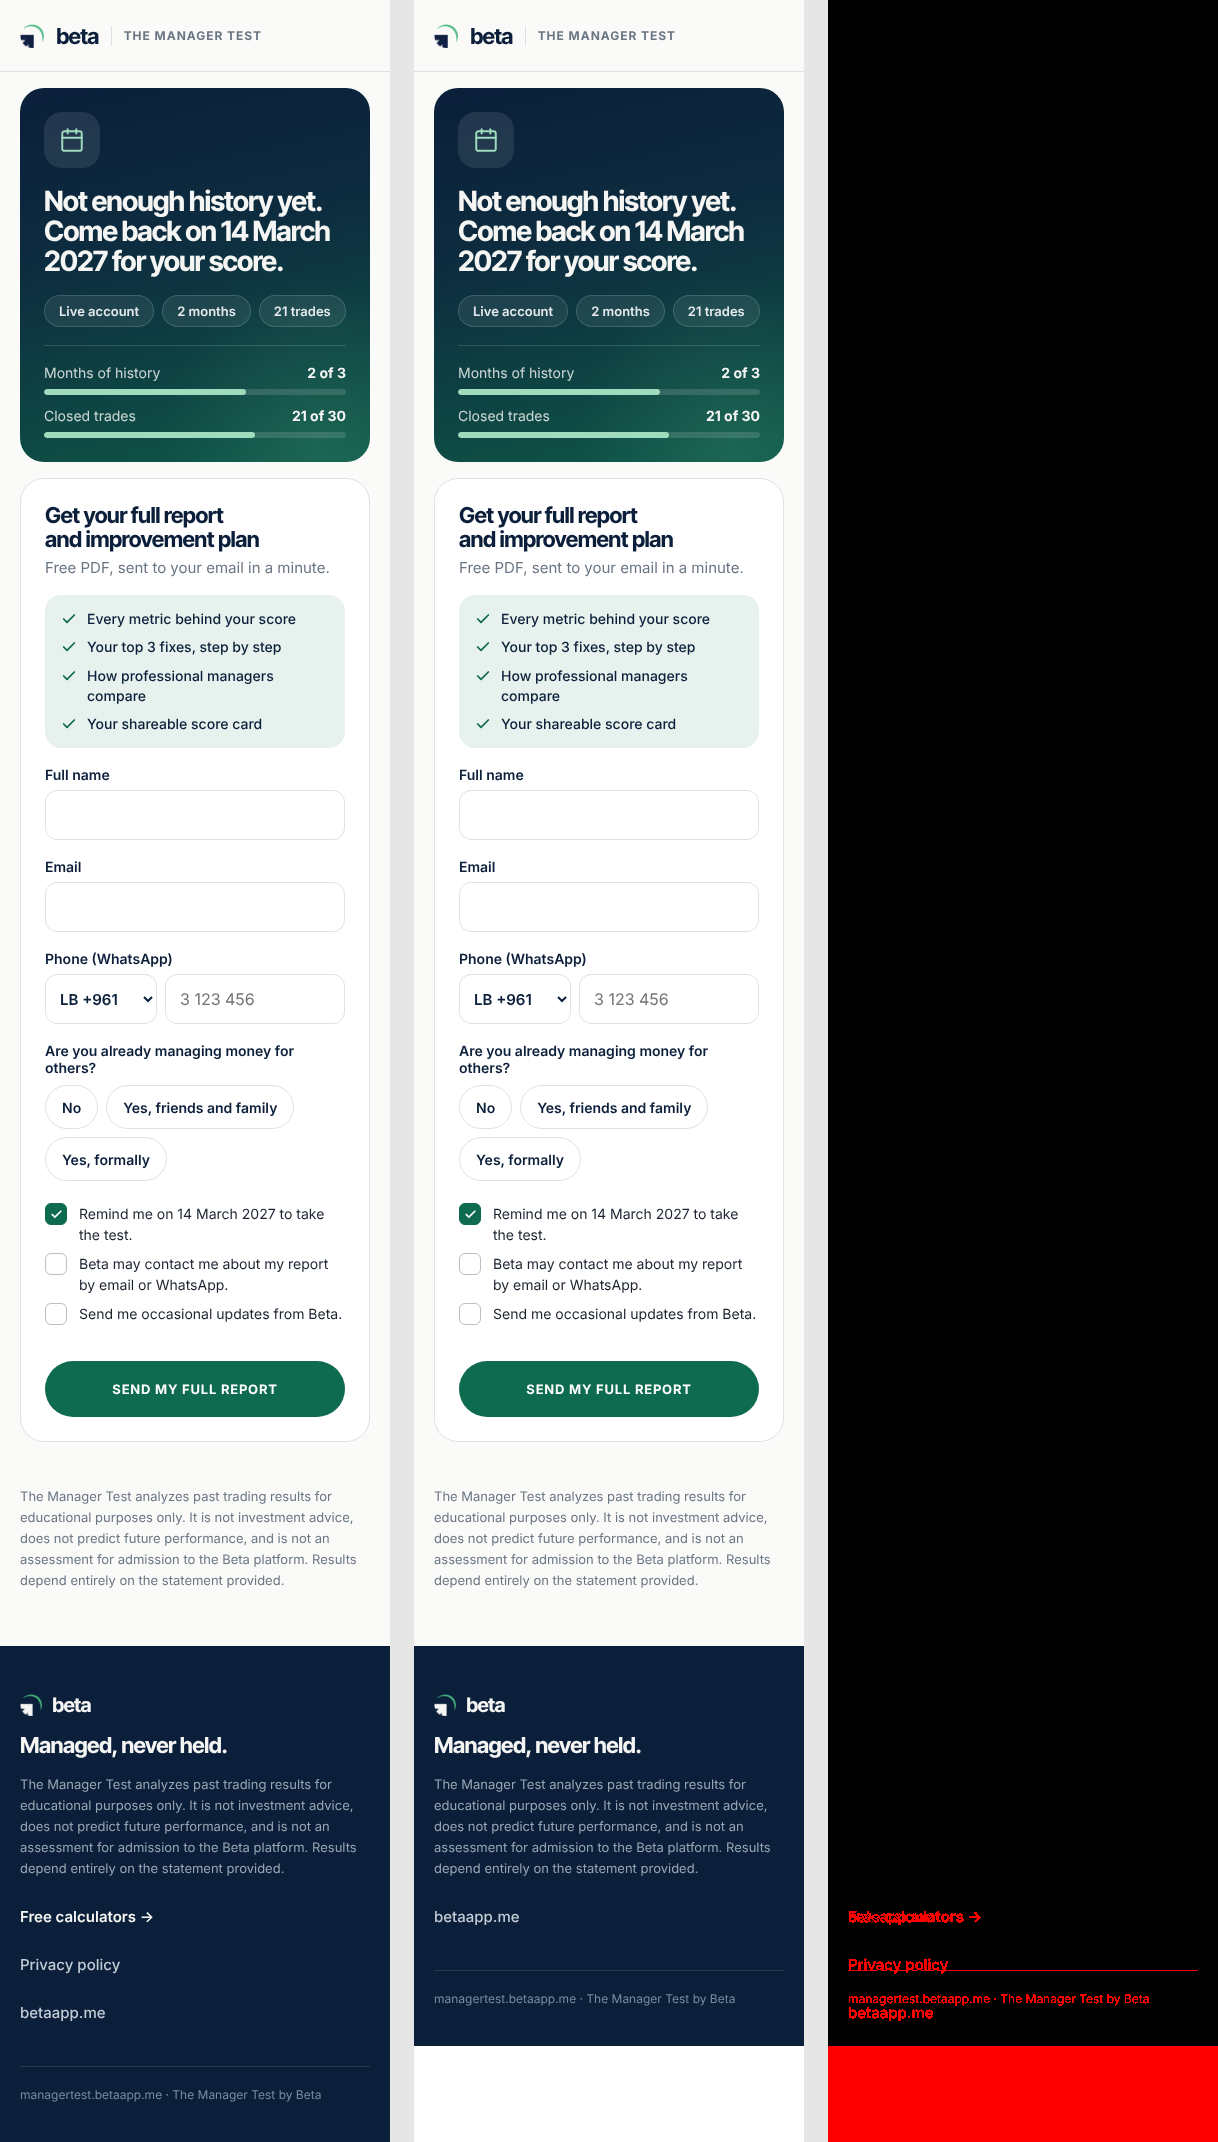 beta
THE MANAGER TEST
Not enough history yet.
Come back on 14 March
2027 for your score.
Live account
2 months
21 trades
Months of history
2 of 3
Closed trades
21 of 30
Get your full report
and improvement plan
Free PDF, sent to your email in a minute.
Every metric behind your score
Your top 3 fixes, step by step
How professional managers
compare
Your shareable score card
Full name
Email
Phone (WhatsApp)
LB +961
3 123 456
Are you already managing money for
others?
No
Yes, friends and family
Yes, formally
Remind me on 14 March 2027 to take
the test.
Beta may contact me about my report
by email or WhatsApp.
Send me occasional updates from Beta.
SEND MY FULL REPORT
The Manager Test analyzes past trading results for
educational purposes only. It is not investment advice,
does not predict future performance, and is not an
assessment for admission to the Beta platform. Results
depend entirely on the statement provided.
beta
Managed, never held.
The Manager Test analyzes past trading results for
educational purposes only. It is not investment advice,
does not predict future performance, and is not an
assessment for admission to the Beta platform. Results
depend entirely on the statement provided.
Free calculators →
Privacy policy
betaapp.me
managertest.betaapp.me · The Manager Test by Beta
beta
THE MANAGER TEST
Not enough history yet.
Come back on 14 March
2027 for your score.
Live account
2 months
21 trades
Months of history
2 of 3
Closed trades
21 of 30
Get your full report
and improvement plan
Free PDF, sent to your email in a minute.
Every metric behind your score
Your top 3 fixes, step by step
How professional managers
compare
Your shareable score card
Full name
Email
Phone (WhatsApp)
LB +961
3 123 456
Are you already managing money for
others?
No
Yes, friends and family
Yes, formally
Remind me on 14 March 2027 to take
the test.
Beta may contact me about my report
by email or WhatsApp.
Send me occasional updates from Beta.
SEND MY FULL REPORT
The Manager Test analyzes past trading results for
educational purposes only. It is not investment advice,
does not predict future performance, and is not an
assessment for admission to the Beta platform. Results
depend entirely on the statement provided.
beta
Managed, never held.
The Manager Test analyzes past trading results for
educational purposes only. It is not investment advice,
does not predict future performance, and is not an
assessment for admission to the Beta platform. Results
depend entirely on the statement provided.
betaapp.me
managertest.betaapp.me · The Manager Test by Beta
calculators →
Privacy policy
managertest.betaapp.me · The Manager Test by Beta
betaapp.me